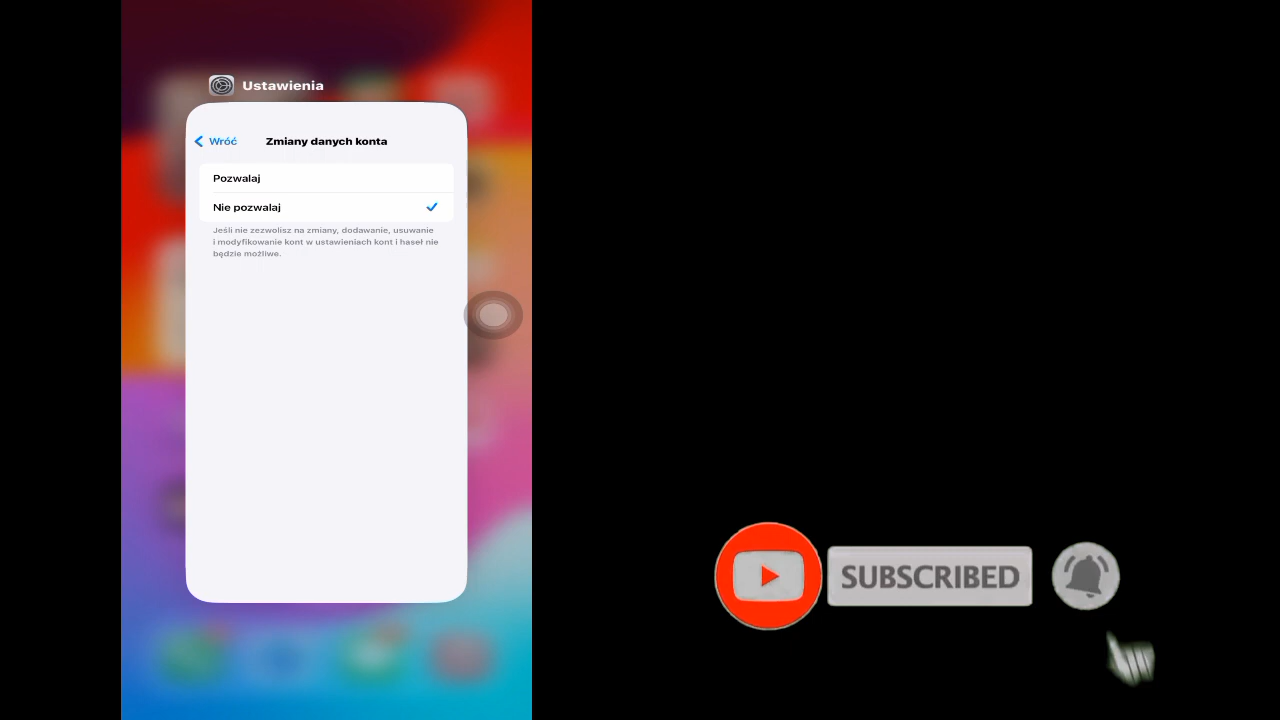 Ustawienia
Wróć
Zmiany danych konta
Pozwalaj
Nie pozwalaj
Jeśli nie zezwolisz na zmiany, dodawanie, usuwanie
i modyfikowanie kont w ustawieniach kont i haseł nie
będzie możliwe.
SUBSCRIBED